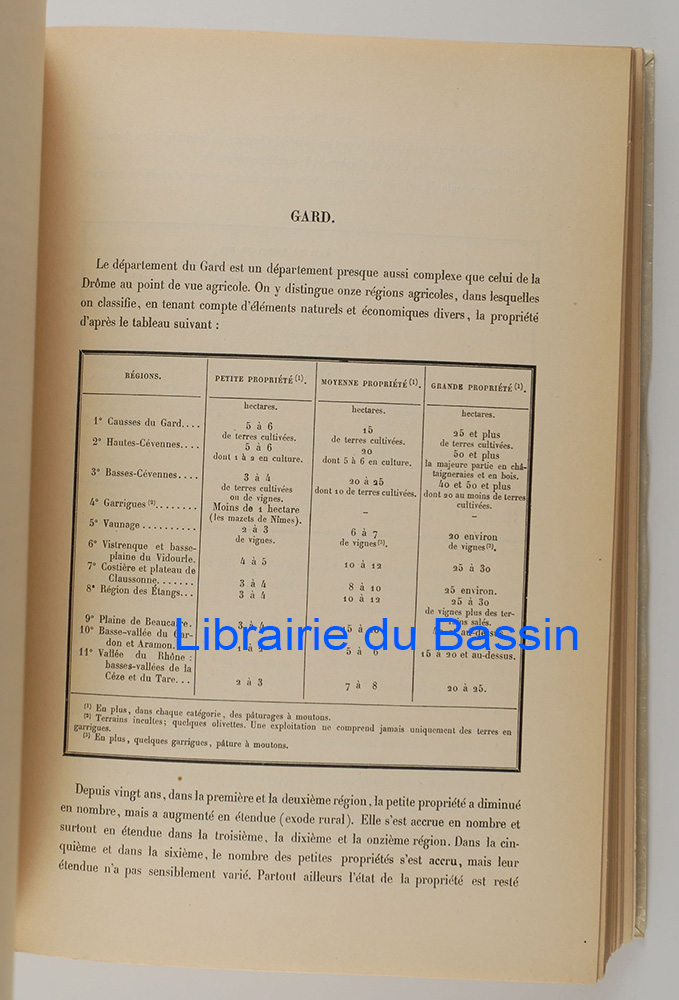 GARD.
Le département du Gard est un département presque aussi complexe que celui de la
Drôme au point de vue agricole. On y distingue onze régions agricoles, dans lesquelles
on classifie, en tenant compte d'éléments naturels et économiques divers, la propriété
d'après le tableau suivant :
RÉGIONS. PETITE PROPRIÉTÉ (1). MOYENNE PROPRIÉTÉ (1). GRANDE PROPRIÉTÉ (1).
hectares. hectares. hectares.
1° Causses du Gard.... 5 à 6 15 25 et plus
de terres cultivées. de terres cultivées. de terres cultivées.
2° Hautes-Cévennes.... 5 à 6 20 50 et plus
dont 1 à 2 en culture. dont 5 à 6 en culture. la majeure partie en châ-
taigneraies et en bois.
3° Basses-Cévennes.... 3 à 4 20 à 25 40 et 50 et plus
de terres cultivées dont 10 de terres cultivées. dont 20 au moins de terres
ou de vignes. cultivées.
4° Garrigues (2)........ Moins de 1 hectare – –
(les mazets de Nîmes).
5° Vaunage .......... 2 à 3 6 à 7 20 environ
de vignes. de vignes (3). de vignes (3).
6° Vistrenque et basse-
plaine du Vidourle. 4 à 5 10 à 12 25 à 30
7° Costière et plateau de
Claussonne....... 3 à 4 8 à 10 25 environ.
8° Région des Étangs... 3 à 4 10 à 12 25 à 30
de vignes plus des ter-
rains salés.
9° Plaine de Beaucaire. 3 à 4 15 à au-dessus.
10° Basse-vallée du Gar-
don et Aramon. 1 à 2 5 à 6 15 à 20 et au-dessus.
11° Vallée du Rhône :
basses-vallées de la
Céze et du Tare... 2 à 3 7 à 8 20 à 25.
Librairie du Bassin
(1) En plus, dans chaque catégorie, des pâturages à moutons.
(2) Terrains incultes; quelques olivettes. Une exploitation ne comprend jamais uniquement des terres en
garrigues.
(3) En plus, quelques garrigues, pâture à moutons.
Depuis vingt ans, dans la première et la deuxième région, la petite propriété a diminué
en nombre, mais a augmenté en étendue (exode rural). Elle s'est accrue en nombre et
surtout en étendue dans la troisième, la dixième et la onzième région. Dans la cin-
quième et dans la sixième, le nombre des petites propriétés s'est accru, mais leur
étendue n'a pas sensiblement varié. Partout ailleurs l'état de la propriété est resté